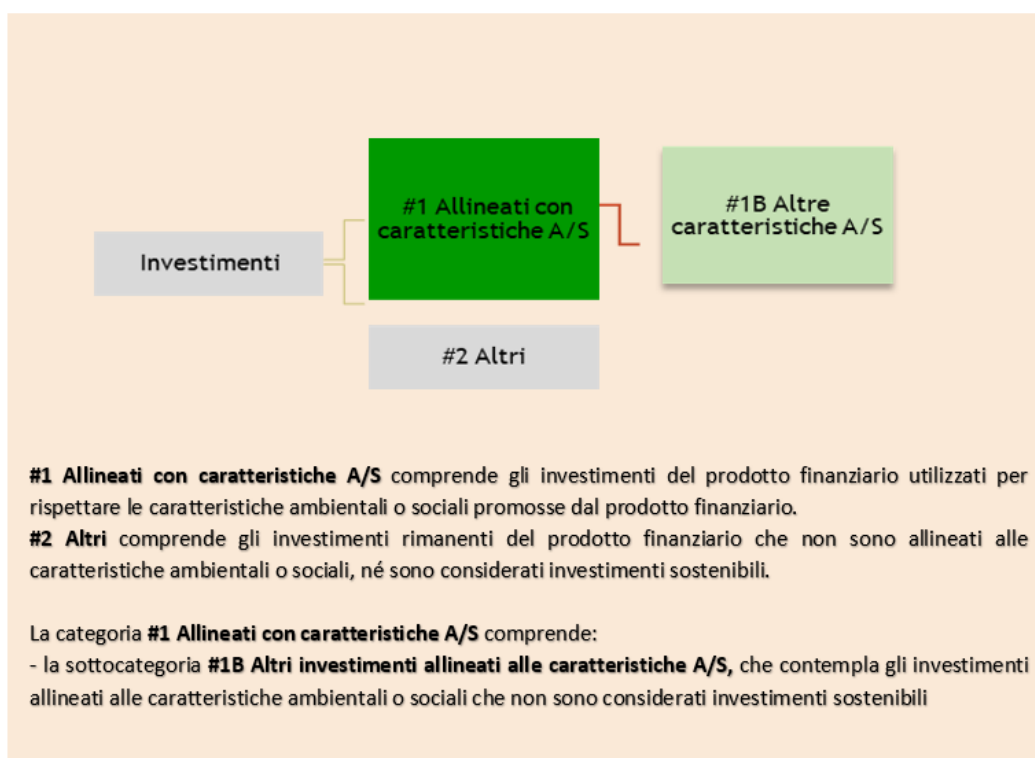 #1 Allineati con
caratteristiche A/S
#1B Altre
caratteristiche A/S
Investimenti
#2 Altri
#1 Allineati con caratteristiche A/S comprende gli investimenti del prodotto finanziario utilizzati per
rispettare le caratteristiche ambientali o sociali promosse dal prodotto finanziario.
#2 Altri comprende gli investimenti rimanenti del prodotto finanziario che non sono allineati alle
caratteristiche ambientali o sociali, né sono considerati investimenti sostenibili.
La categoria #1 Allineati con caratteristiche A/S comprende:
- la sottocategoria #1B Altri investimenti allineati alle caratteristiche A/S, che contempla gli investimenti
allineati alle caratteristiche ambientali o sociali che non sono considerati investimenti sostenibili